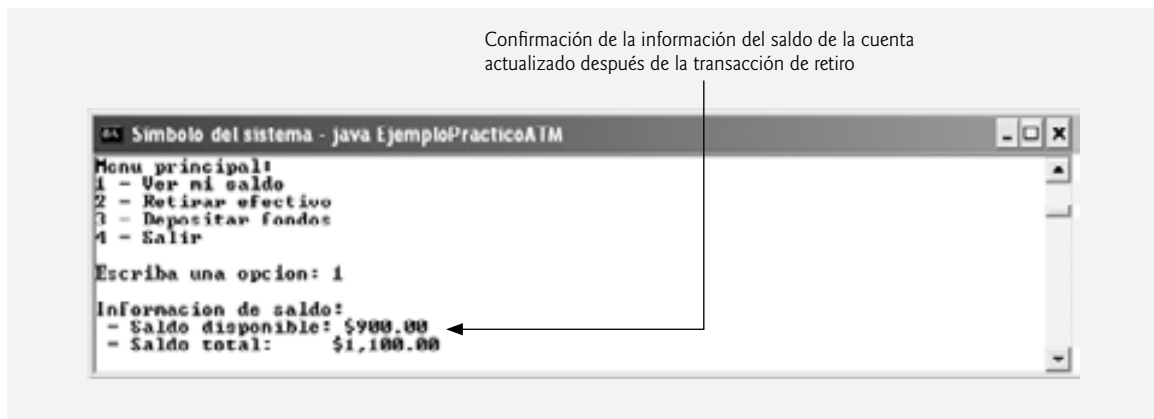 Confirmación de la información del saldo de la cuenta
actualizado después de la transacción de retiro
Símbolo del sistema - java EjemploPracticoATM
Menu principal:
1 - Ver mi saldo
2 - Retirar efectivo
3 - Depositar fondos
4 - Salir
Escriba una opcion: 1
Informacion de saldo:
- Saldo disponible: $900.00
- Saldo total: $1,100.00